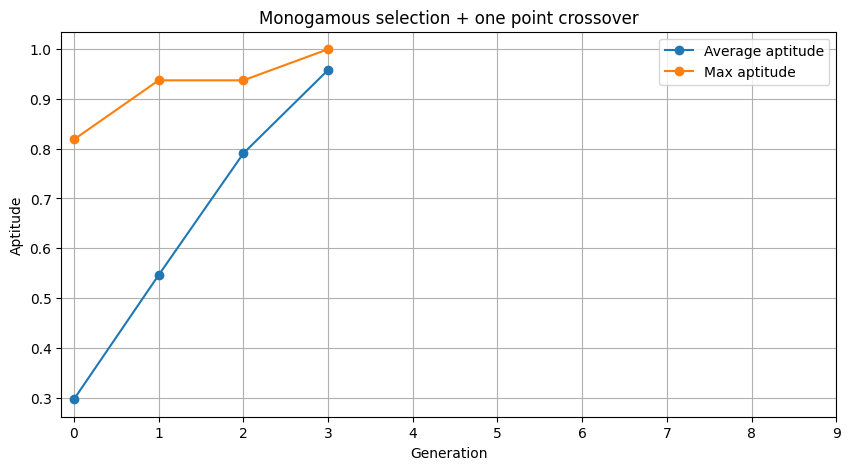 Monogamous selection + one point crossover
Average aptitude
Max aptitude
Aptitude
1.0
0.9
0.8
0.7
0.6
0.5
0.4
0.3
0 1 2 3 4 5 6 7 8 9
Generation